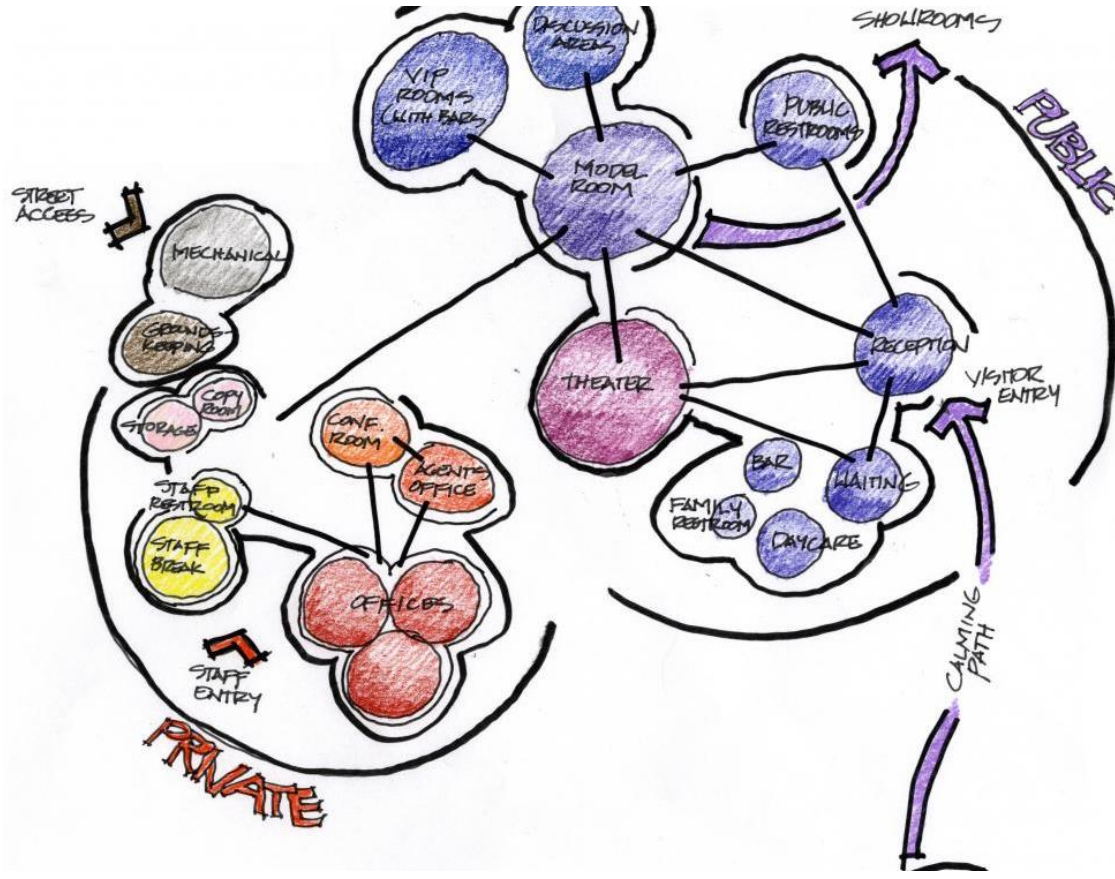 SHOWROOMS
DISCUSSION
AREAS
VIP
ROOMS
(WITH BARS)
PUBLIC
RESTROOMS
PUBLIC
MODEL
ROOM
STREET
ACCESS
MECHANICAL
GROUNDS-
KEEPING
COPY
ROOM
STORAGE
THEATER
RECEPTION
VISITOR
ENTRY
CONF.
ROOM
AGENTS
OFFICE
BAR
WAITING
FAMILY
RESTROOM
DAYCARE
STAFF
RESTROOM
STAFF
BREAK
OFFICES
STAFF
ENTRY
CALMING
PATH
PRIVATE